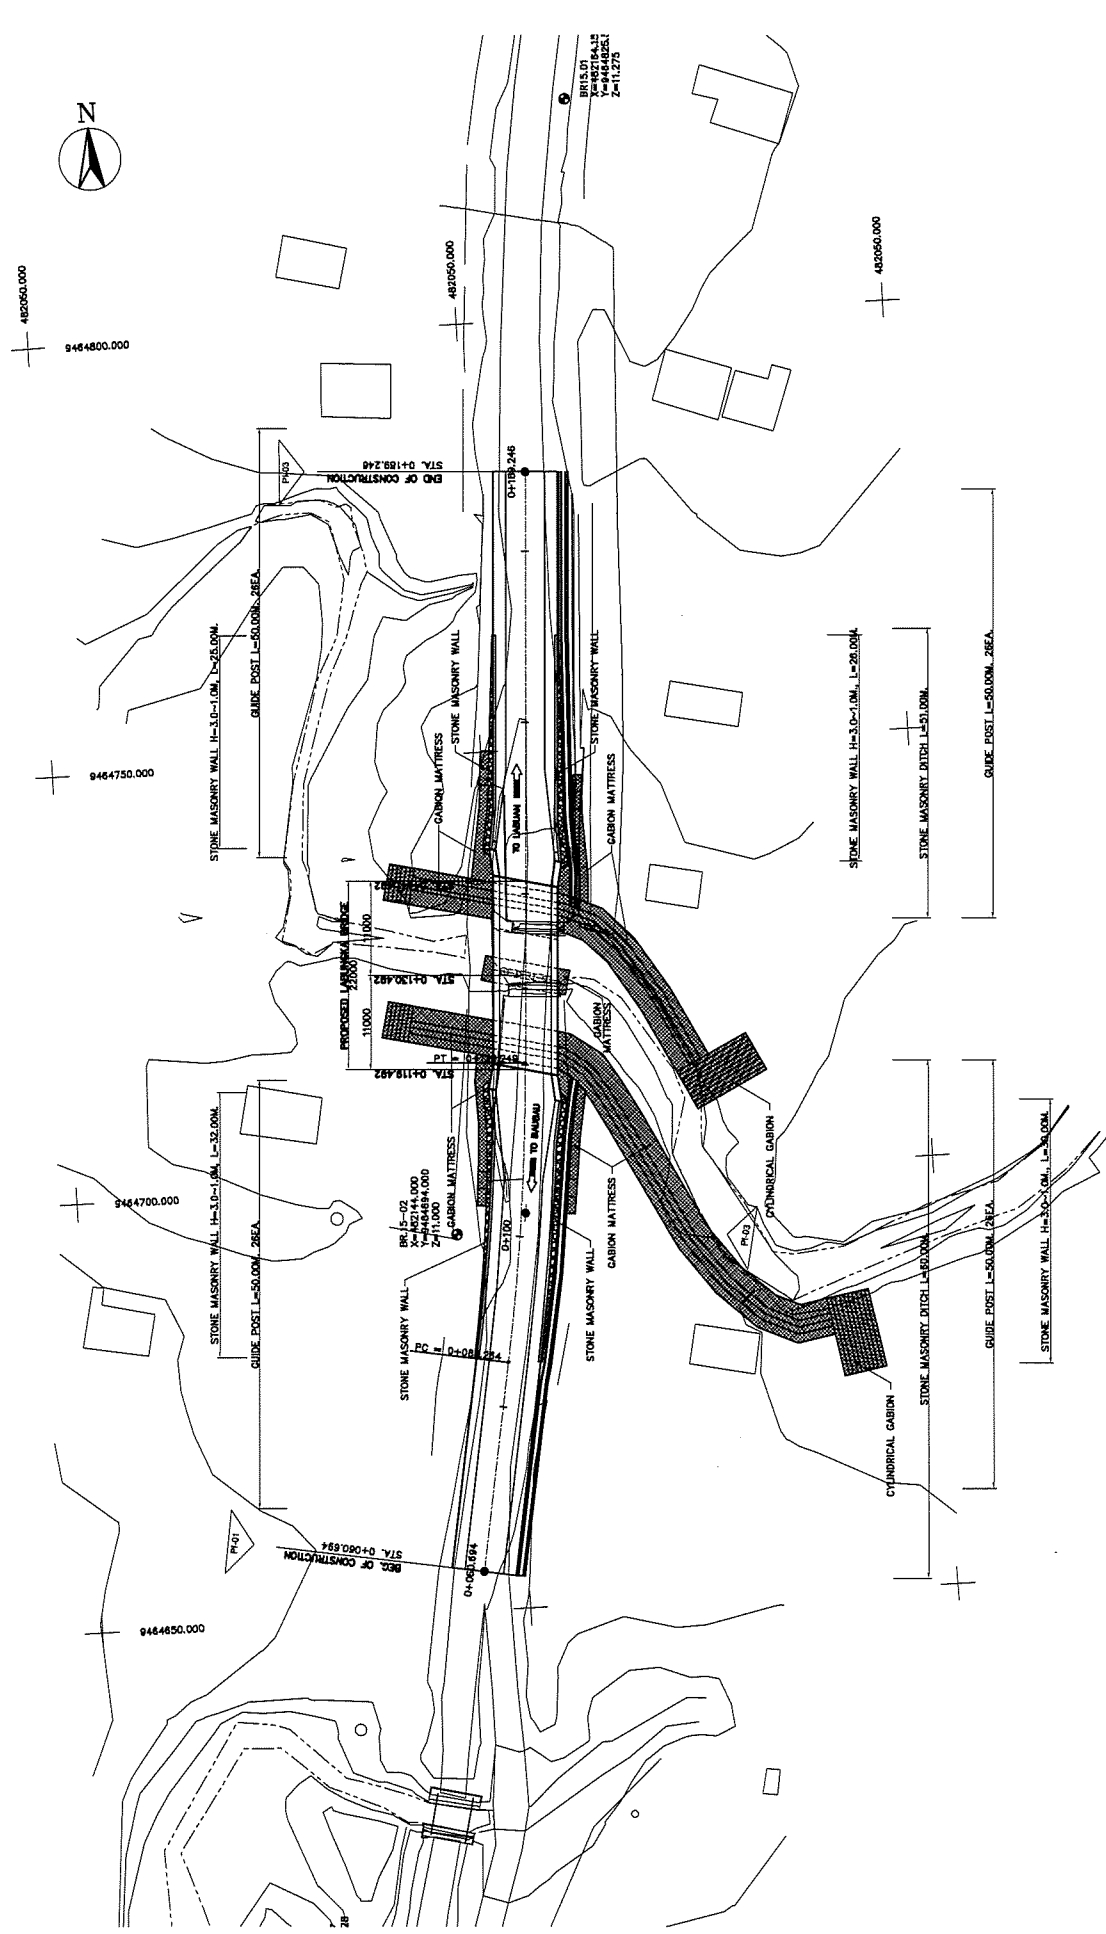 N
BR15.01
Z=11.275
482050.000
482050.000
482050.000
9464800.000
STA. 0+189.246
END OF CONSTRUCTION
0+189.246
PI-03
GUIDE POST L=50.00M, 26EA.
STONE MASONRY WALL H=3.0~1.0M, L=25.00M.
STONE MASONRY WALL
GABION MATTRESS
STONE MASONRY WALL
GABION MATTRESS
TO LABUAN
STONE MASONRY WALL H=3.0~1.0M, L=26.00M.
STONE MASONRY DITCH L=51.00M.
GUIDE POST L=50.00M, 26EA.
9464750.000
PROPOSED LABUNGKA BRIDGE
22000
11000
11000
STA. 0+130.492
STA. 0+119.492
GABION
MATTRESS
TO BAUBAU
CYLINDRICAL GABION
PI-03
GABION MATTRESS
BR.15-02
X=482144.000
Y=9464694.000
Z=11.000
GABION MATTRESS
0+100
9464700.000
STONE MASONRY WALL H=3.0~1.0M, L=32.00M.
GUIDE POST L=50.00M, 26EA.
STONE MASONRY WALL
STONE MASONRY WALL
STONE MASONRY DITCH L=60.00M.
GUIDE POST L=50.00M, 26EA.
STONE MASONRY WALL H=3.0~1.0M, L=30.00M.
CYLINDRICAL GABION
PI-01
STA. 0+060.694
BEG. OF CONSTRUCTION
0+060.694
9464650.000